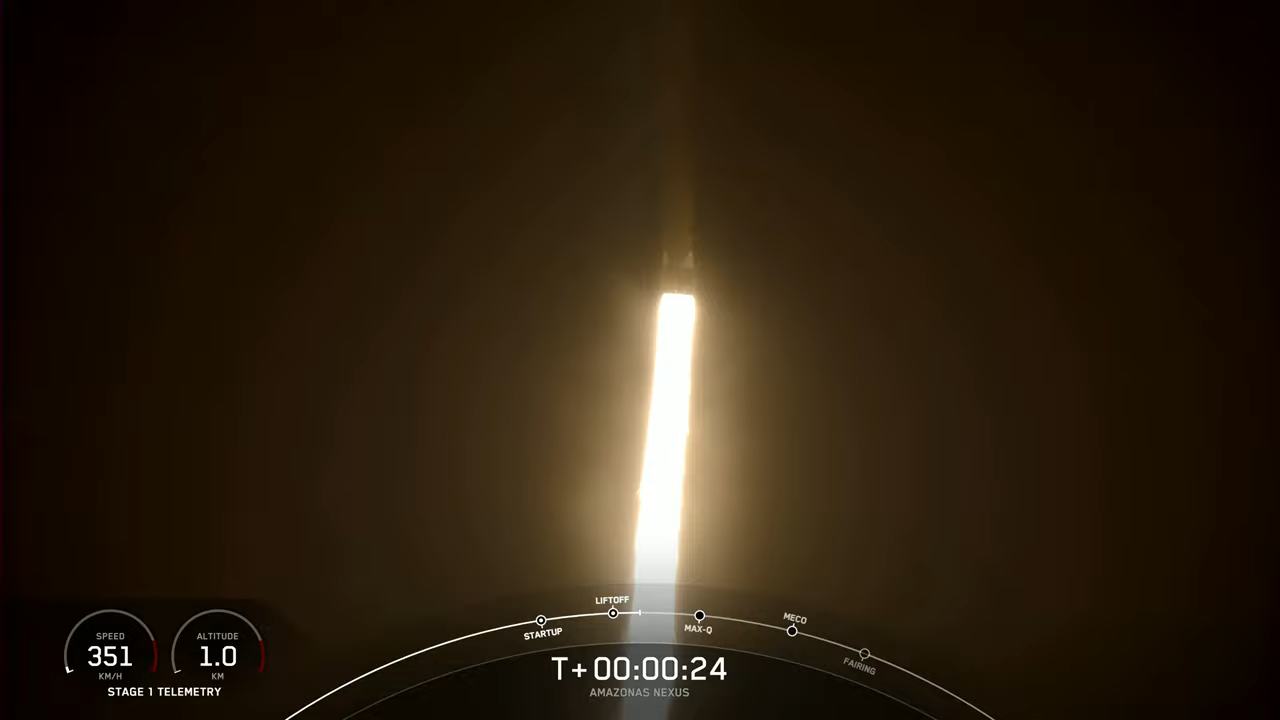 LIFTOFF
STARTUP
MAX-Q
MECO
FAIRING
SPEED
351
KM/H
ALTITUDE
1.0
KM
STAGE 1 TELEMETRY
T+00:00:24
AMAZONAS NEXUS